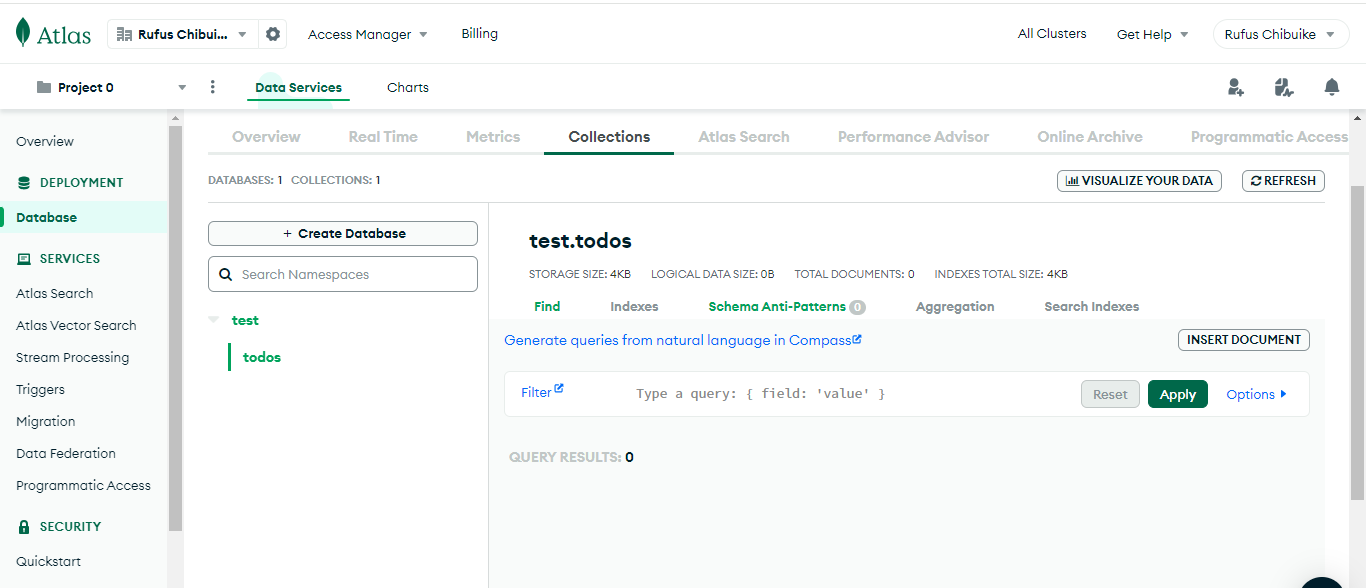 Atlas
Rufus Chibui...
Access Manager
Billing
All Clusters
Get Help
Rufus Chibuike
Project 0
Data Services
Charts
Overview
DEPLOYMENT
Database
SERVICES
Atlas Search
Atlas Vector Search
Stream Processing
Triggers
Migration
Data Federation
Programmatic Access
SECURITY
Quickstart
Overview
Real Time
Metrics
Collections
Atlas Search
Performance Advisor
Online Archive
Programmatic Access
DATABASES: 1 COLLECTIONS: 1
VISUALIZE YOUR DATA
REFRESH
+ Create Database
Search Namespaces
test
todos
test.todos
STORAGE SIZE: 4KB LOGICAL DATA SIZE: 0B TOTAL DOCUMENTS: 0 INDEXES TOTAL SIZE: 4KB
Find
Indexes
Schema Anti-Patterns 0
Aggregation
Search Indexes
Generate queries from natural language in Compass
INSERT DOCUMENT
Filter
Type a query: { field: 'value' }
Reset
Apply
Options
QUERY RESULTS: 0